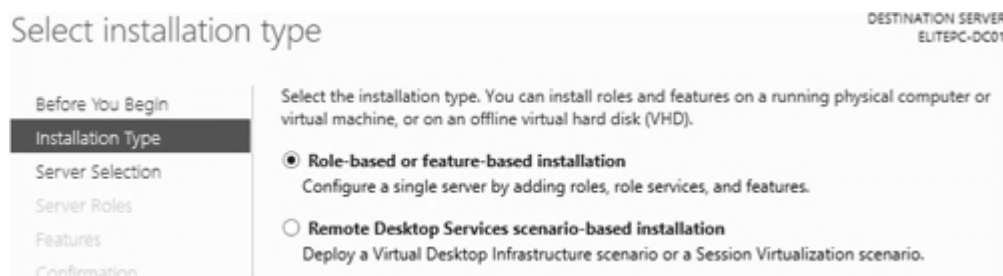 Select installation type
DESTINATION SERVER
ELITEPC-DC01
Before You Begin
Installation Type
Server Selection
Server Roles
Features
Confirmation
Select the installation type. You can install roles and features on a running physical computer or
virtual machine, or on an offline virtual hard disk (VHD).
Role-based or feature-based installation
Configure a single server by adding roles, role services, and features.
Remote Desktop Services scenario-based installation
Deploy a Virtual Desktop Infrastructure scenario or a Session Virtualization scenario.